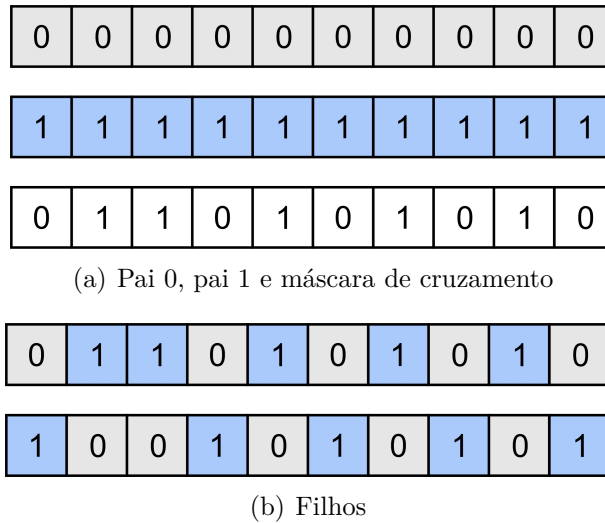 0 0 0 0 0 0 0 0 0 0
1 1 1 1 1 1 1 1 1 1
0 1 1 0 1 0 1 0 1 0
(a) Pai 0, pai 1 e máscara de cruzamento
0 1 1 0 1 0 1 0 1 0
1 0 0 1 0 1 0 1 0 1
(b) Filhos